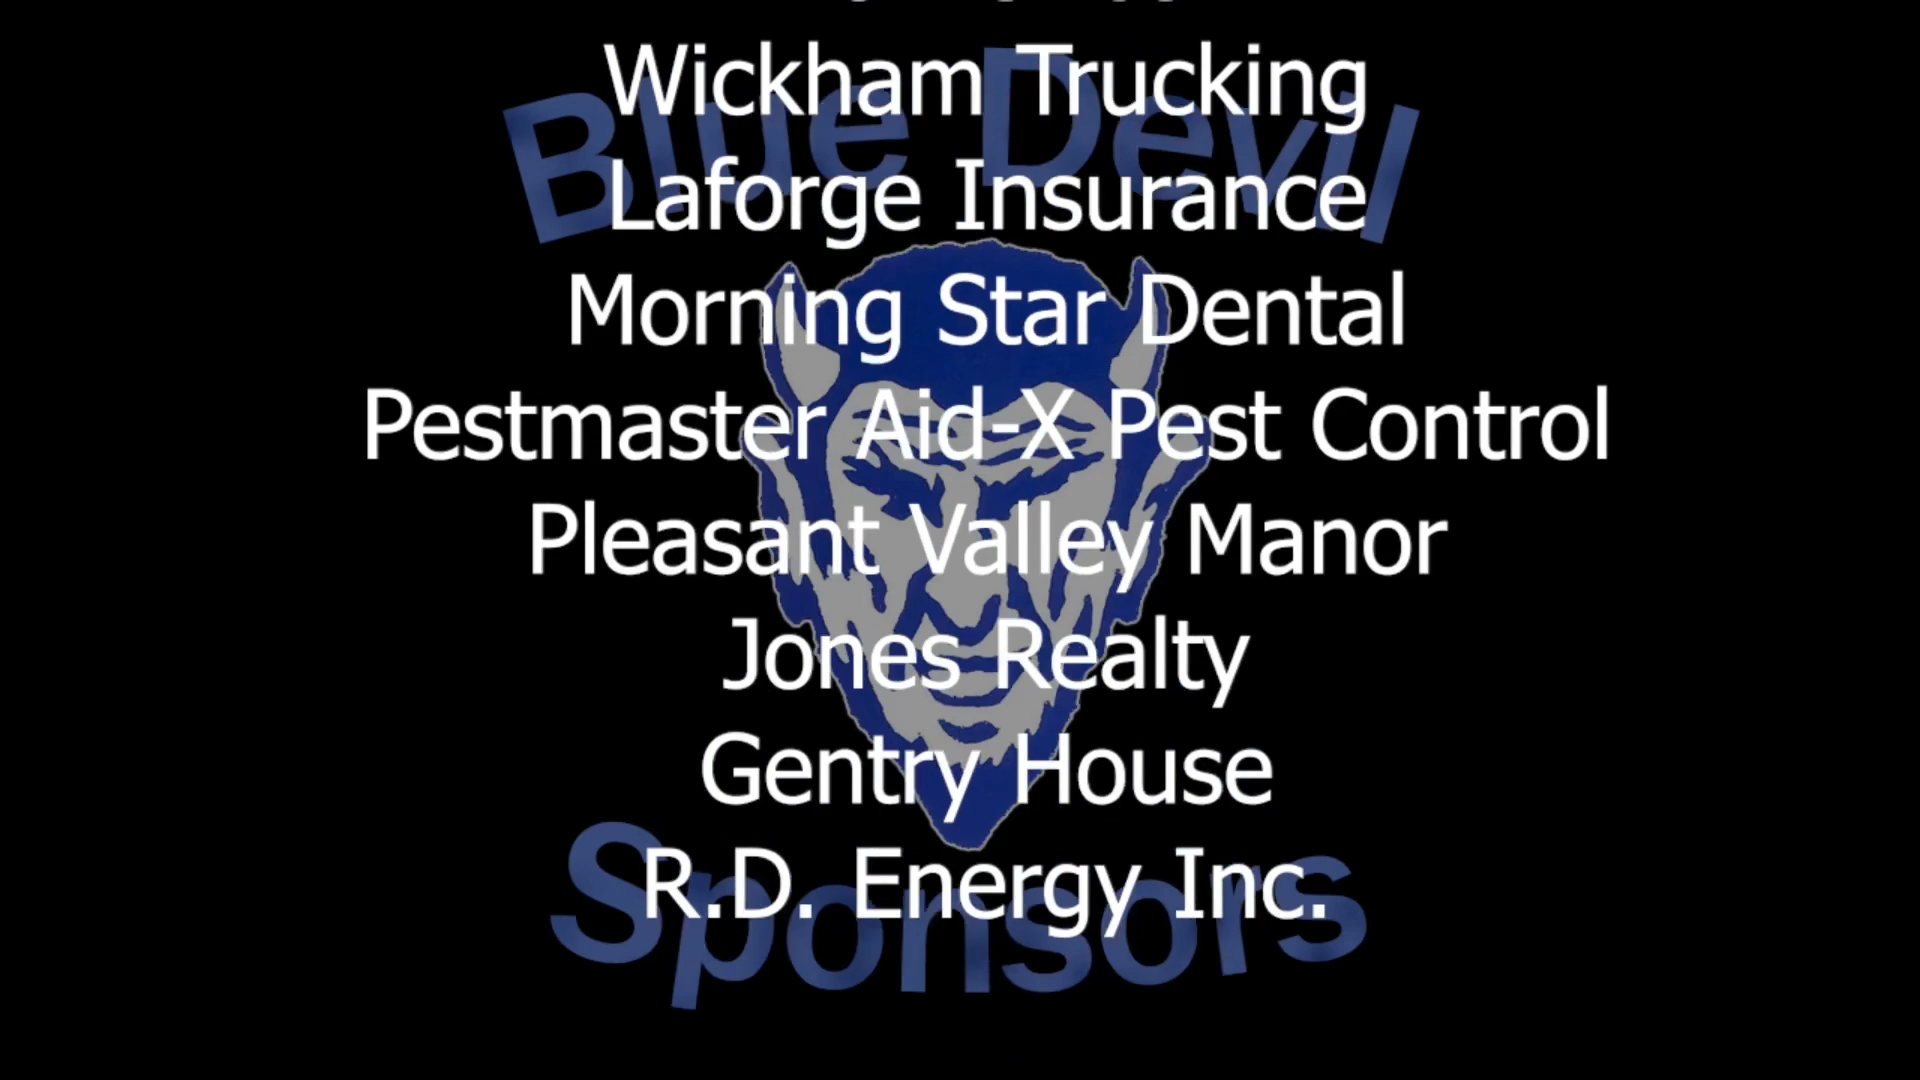 Blue Devil
Wickham Trucking
Laforge Insurance
Morning Star Dental
Pestmaster Aid-X Pest Control
Pleasant Valley Manor
Jones Realty
Gentry House
R.D. Energy Inc.
Sponsors